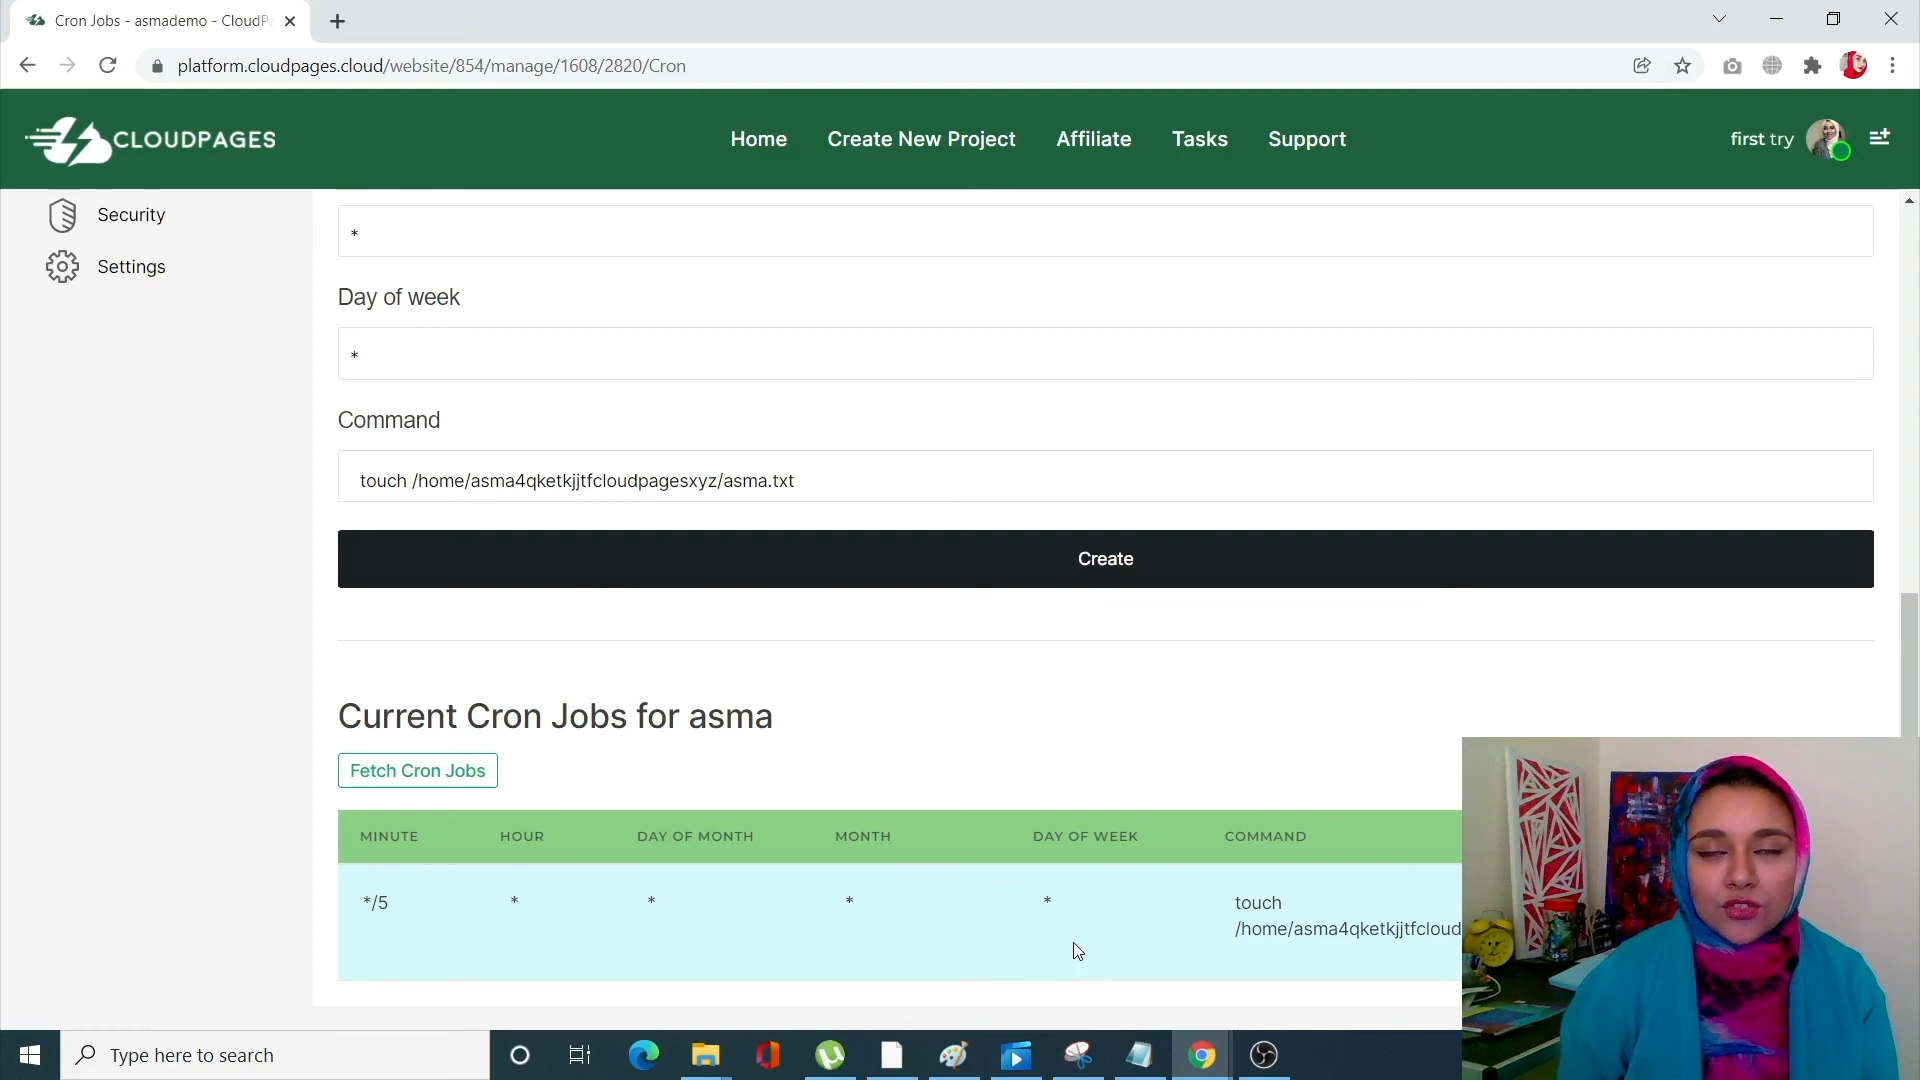 Cron Jobs - asmademo - CloudP
platform.cloudpages.cloud/website/854/manage/1608/2820/Cron
CLOUDPAGES
Home
Create New Project
Affiliate
Tasks
Support
first try
Security
Settings
*
Day of week
*
Command
touch /home/asma4qketkjjtfcloudpagesxyz/asma.txt
Create
Current Cron Jobs for asma
Fetch Cron Jobs
MINUTE HOUR DAY OF MONTH MONTH DAY OF WEEK COMMAND
*/5 * * * * touch
/home/asma4qketkjjtfcloud
Type here to search